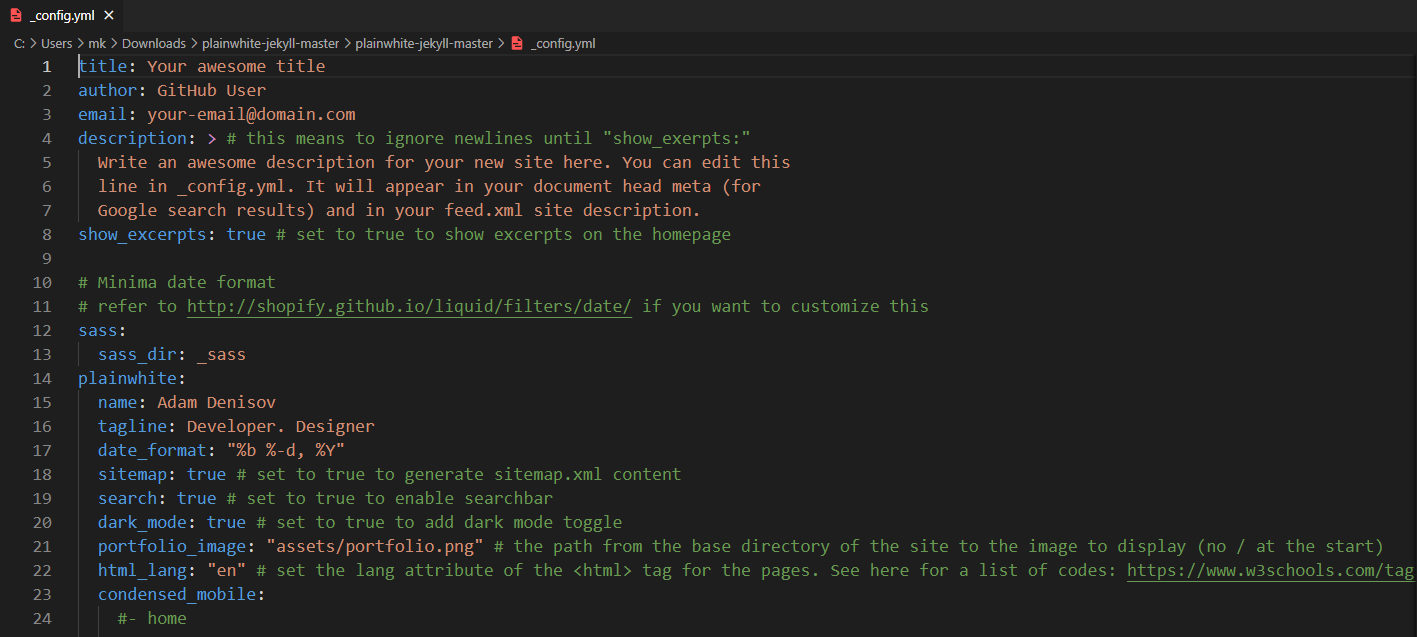 _config.yml
C: > Users > mk > Downloads > plainwhite-jekyll-master > plainwhite-jekyll-master > _config.yml
1 title: Your awesome title
2 author: GitHub User
3 email: your-email@domain.com
4 description: > # this means to ignore newlines until "show_exerpts:"
5 Write an awesome description for your new site here. You can edit this
6 line in _config.yml. It will appear in your document head meta (for
7 Google search results) and in your feed.xml site description.
8 show_excerpts: true # set to true to show excerpts on the homepage
9
10 # Minima date format
11 # refer to http://shopify.github.io/liquid/filters/date/ if you want to customize this
12 sass:
13 sass_dir: _sass
14 plainwhite:
15 name: Adam Denisov
16 tagline: Developer. Designer
17 date_format: "%b %-d, %Y"
18 sitemap: true # set to true to generate sitemap.xml content
19 search: true # set to true to enable searchbar
20 dark_mode: true # set to true to add dark mode toggle
21 portfolio_image: "assets/portfolio.png" # the path from the base directory of the site to the image to display (no / at the start)
22 html_lang: "en" # set the lang attribute of the <html> tag for the pages. See here for a list of codes: https://www.w3schools.com/tag
23 condensed_mobile:
24 #- home